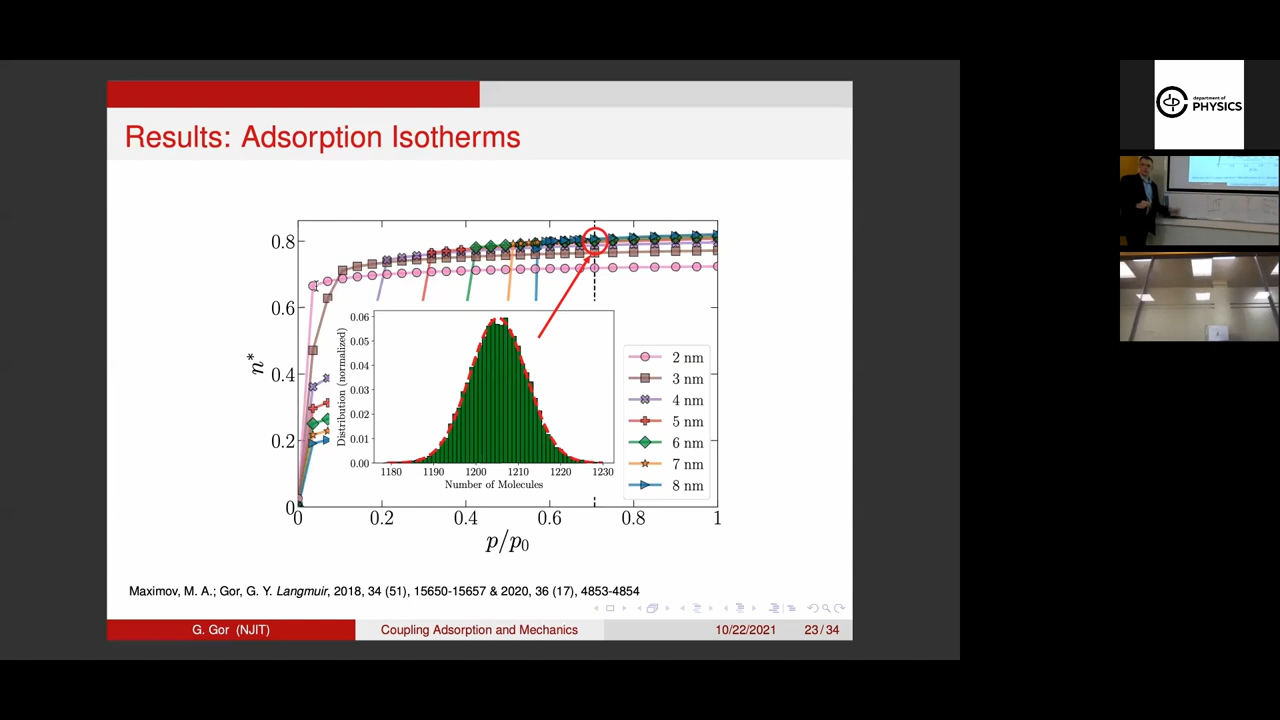 Results: Adsorption Isotherms
0.8
0.6
0.4
0.2
0
n*
0 0.2 0.4 0.6 0.8 1
p/p0
0.06
0.05
0.04
0.03
0.02
0.01
0.00
Distribution (normalized)
1180 1190 1200 1210 1220 1230
Number of Molecules
2 nm
3 nm
4 nm
5 nm
6 nm
7 nm
8 nm
Maximov, M. A.; Gor, G. Y. Langmuir, 2018, 34 (51), 15650-15657 & 2020, 36 (17), 4853-4854
G. Gor (NJIT) Coupling Adsorption and Mechanics 10/22/2021 23/34
department of
PHYSICS